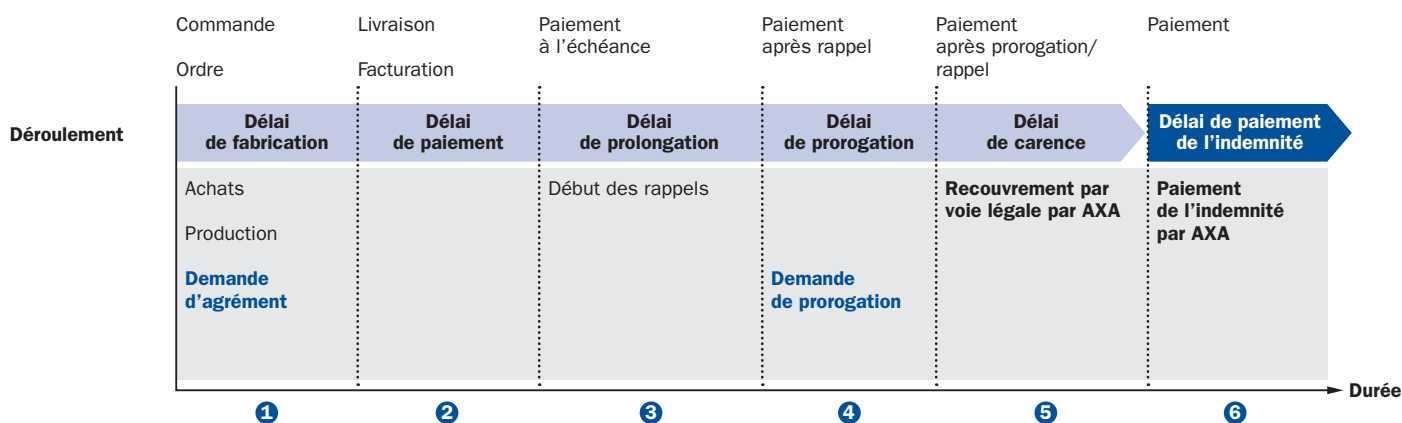 Commande
Ordre
Livraison
Facturation
Paiement
à l'échéance
Paiement
après rappel
Paiement
après prorogation/
rappel
Paiement
Déroulement
Délai
de fabrication
Délai
de paiement
Délai
de prolongation
Délai
de prorogation
Délai
de carence
Délai de paiement
de l'indemnité
Achats
Production
Demande
d'agrément
Début des rappels
Demande
de prorogation
Recouvrement par
voie légale par AXA
Paiement
de l'indemnité
par AXA
Durée
1
2
3
4
5
6